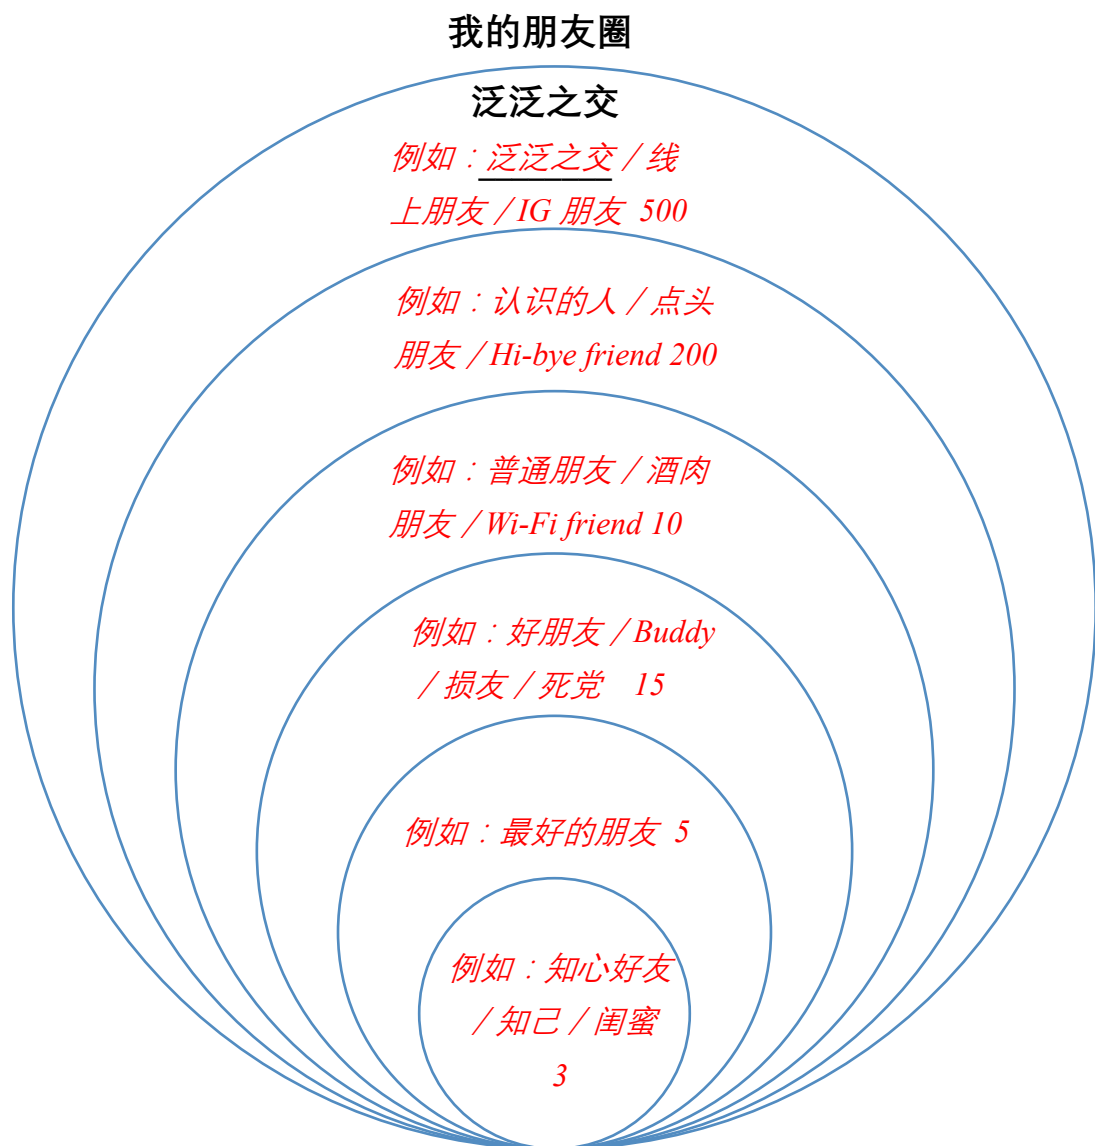 我的朋友圈
泛泛之交
例如：泛泛之交／线
上朋友／IG 朋友 500
例如：认识的人／点头
朋友／Hi-bye friend 200
例如：普通朋友／酒肉
朋友／Wi-Fi friend 10
例如：好朋友／Buddy
／损友／死党 15
例如：最好的朋友 5
例如：知心好友
／知己／闺蜜
3